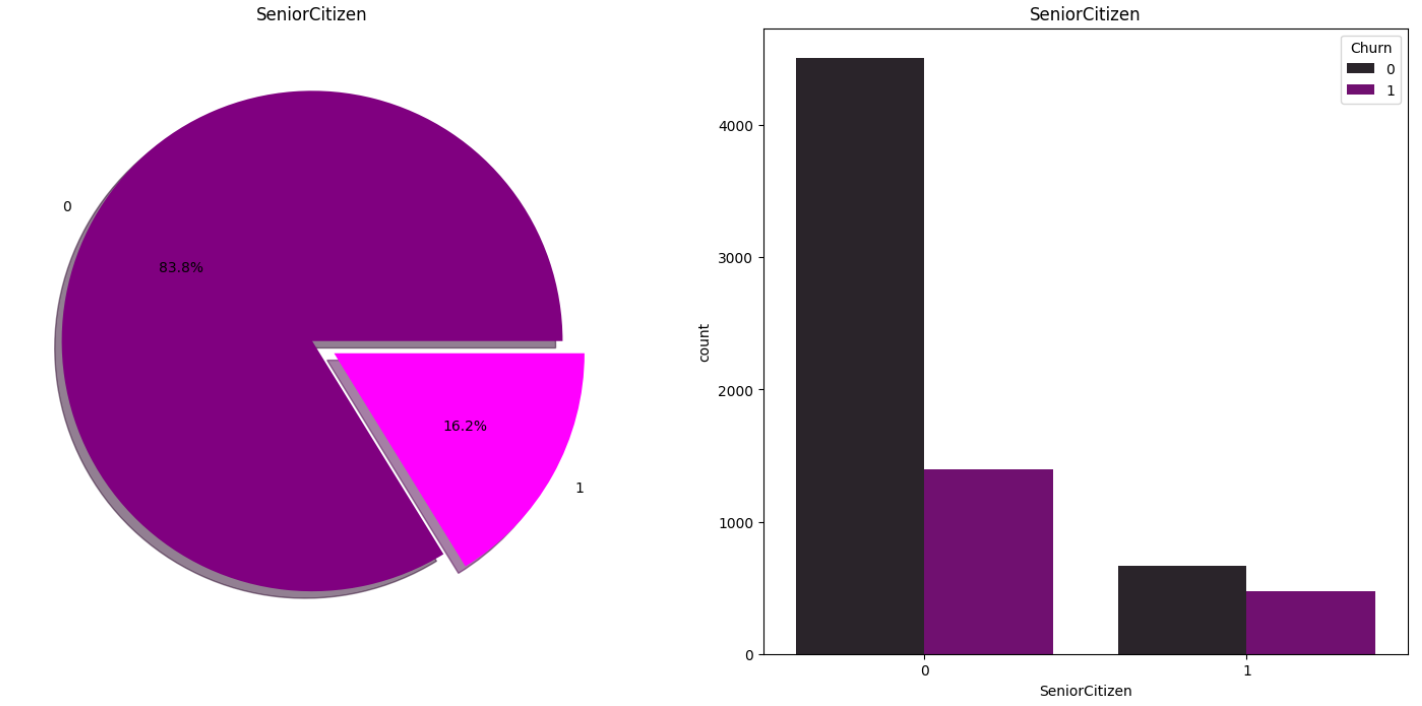 SeniorCitizen
0
83.8%
16.2%
1
SeniorCitizen
Churn
0
1
4000
3000
2000
1000
0
count
0 1
SeniorCitizen